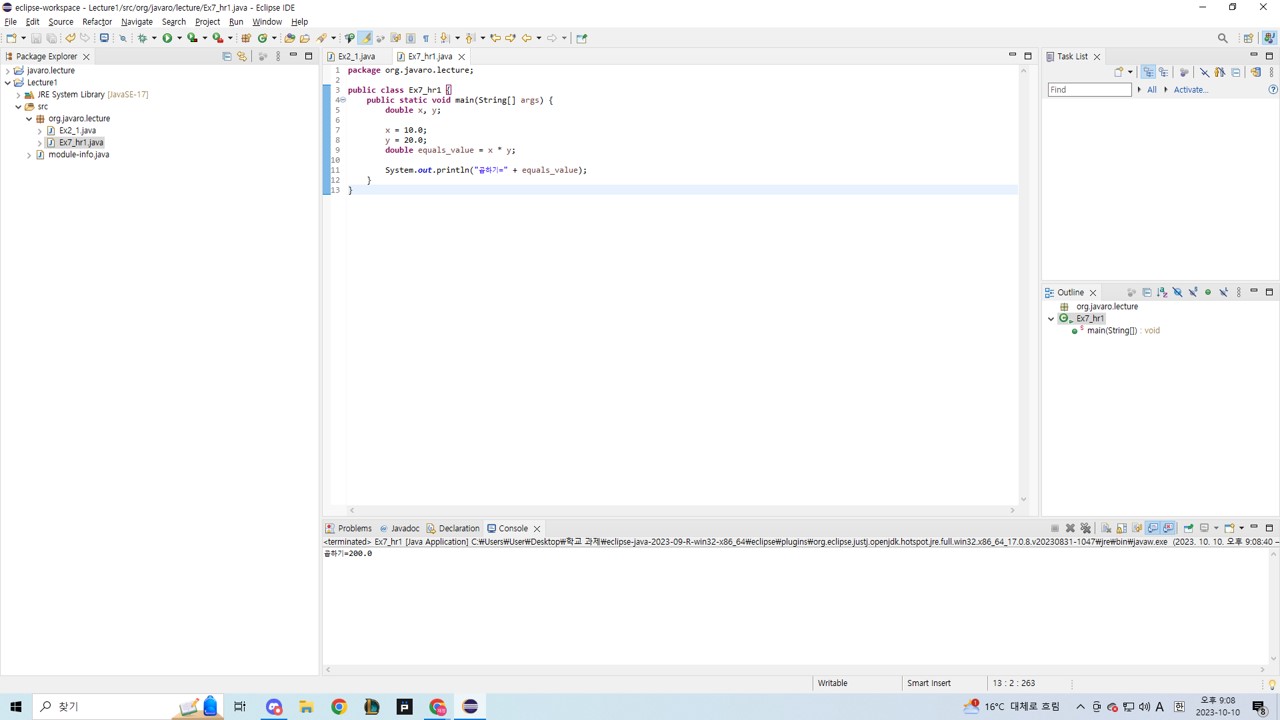 eclipse-workspace - Lecture1/src/org/javaro/lecture/Ex7_hr1.java - Eclipse IDE
File Edit Source Refactor Navigate Search Project Run Window Help
Package Explorer
javaro.lecture
Lecture1
JRE System Library [JavaSE-17]
src
org.javaro.lecture
Ex2_1.java
Ex7_hr1.java
module-info.java
Ex2_1.java Ex7_hr1.java
1 package org.javaro.lecture;
2
3 public class Ex7_hr1 {
4 public static void main(String[] args) {
5 double x, y;
6
7 x = 10.0;
8 y = 20.0;
9 double equals_value = x * y;
10
11 System.out.println("곱하기=" + equals_value);
12 }
13 }
Task List
Find All Activate...
Outline
org.javaro.lecture
Ex7_hr1
main(String[]) : void
Problems Javadoc Declaration Console
<terminated> Ex7_hr1 [Java Application] C:₩Users₩User₩Desktop₩학교 과제₩eclipse-java-2023-09-R-win32-x86_64₩eclipse₩plugins₩org.eclipse.justj.openjdk.hotspot.jre.full.win32.x86_64_17.0.8.v20230831-1047₩jre₩bin₩javaw.exe (2023. 10. 10. 오후 9:08:40 –
곱하기=200.0
Writable Smart Insert 13 : 2 : 263
찾기
16°C 대체로 흐림
A 한
오후 9:08
2023-10-10
8